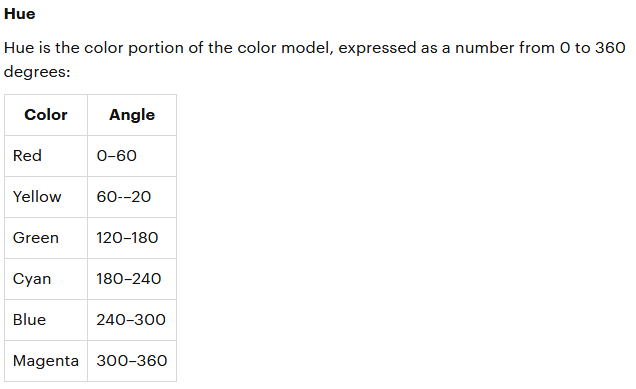 Hue
Hue is the color portion of the color model, expressed as a number from 0 to 360
degrees:
Color Angle
Red 0–60
Yellow 60-–20
Green 120–180
Cyan 180–240
Blue 240–300
Magenta 300–360